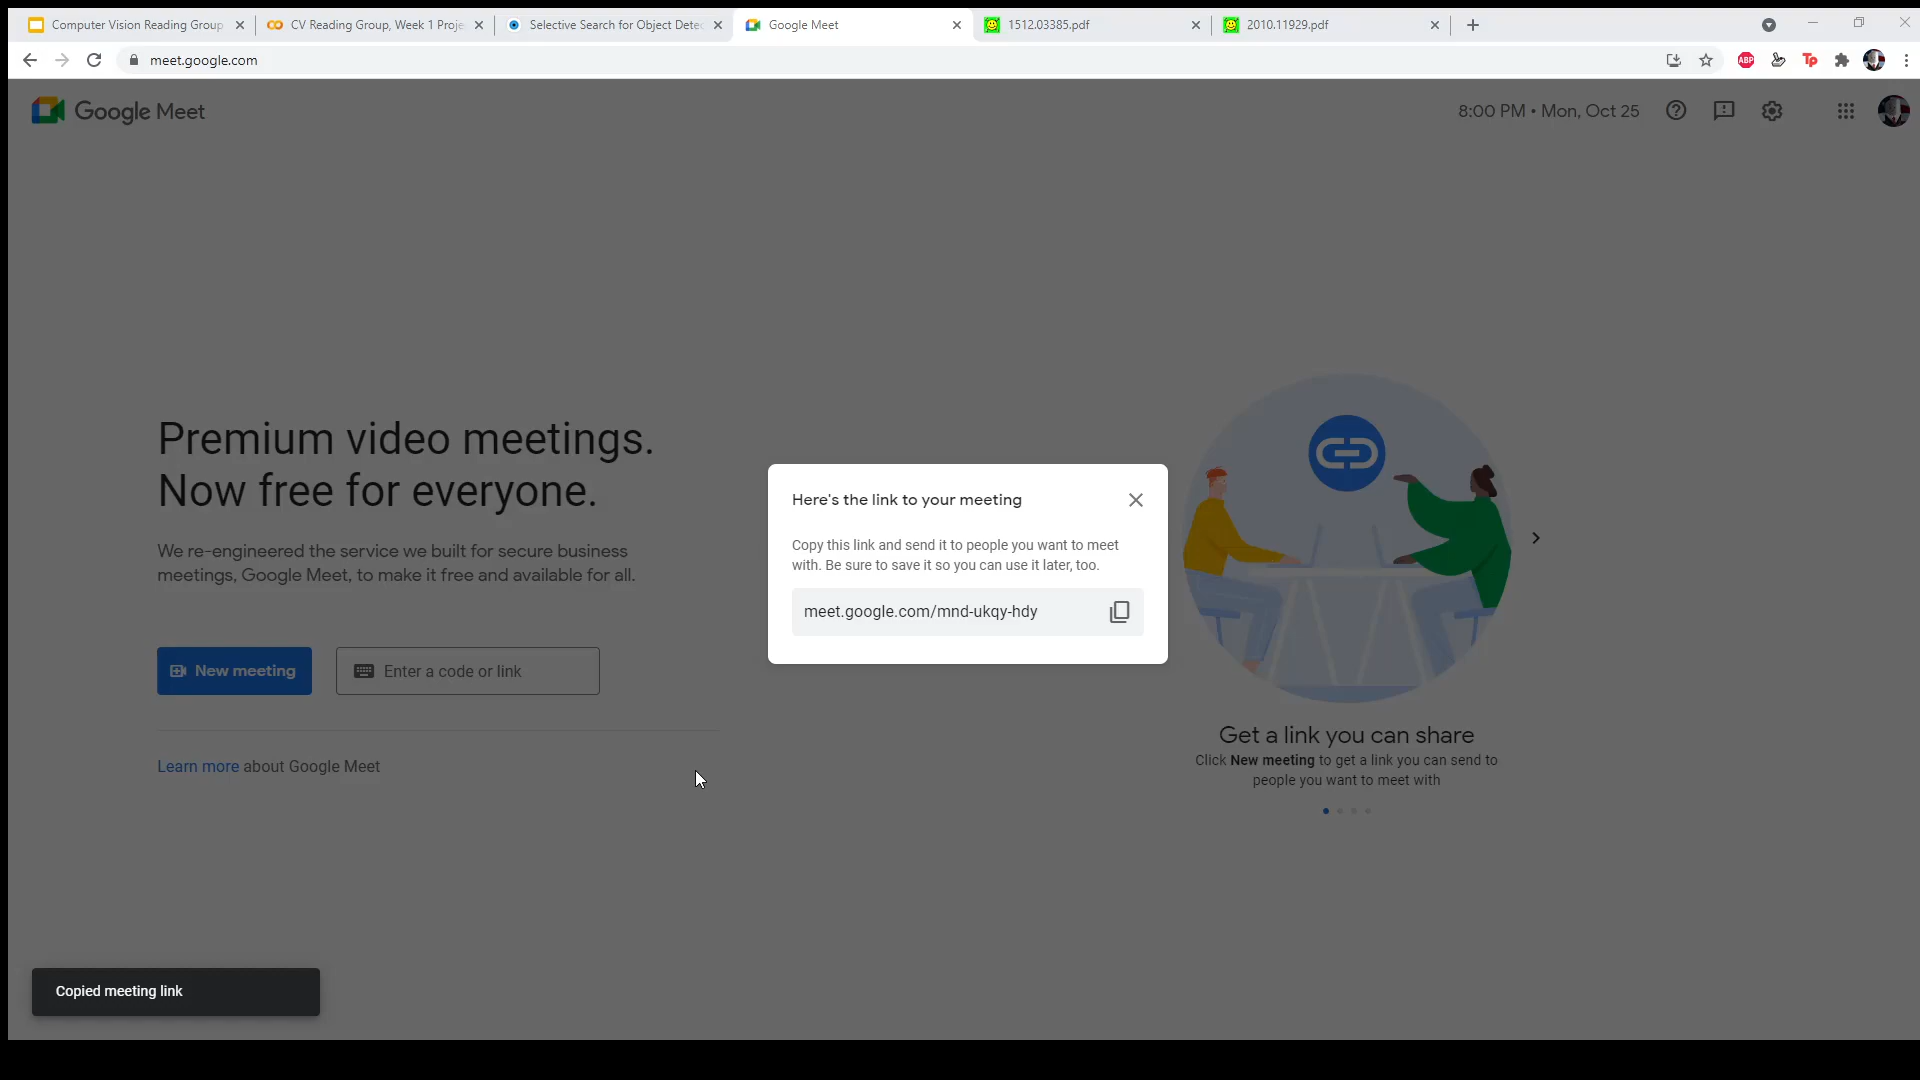 Computer Vision Reading Group
CV Reading Group, Week 1 Proje
Selective Search for Object Detec
Google Meet
1512.03385.pdf
2010.11929.pdf
meet.google.com
ABP
Tp
Google Meet
8:00 PM • Mon, Oct 25
Premium video meetings.
Now free for everyone.
We re-engineered the service we built for secure business
meetings, Google Meet, to make it free and available for all.
New meeting
Enter a code or link
Learn more about Google Meet
Here's the link to your meeting
Copy this link and send it to people you want to meet
with. Be sure to save it so you can use it later, too.
meet.google.com/mnd-ukqy-hdy
Get a link you can share
Click New meeting to get a link you can send to
people you want to meet with
Copied meeting link